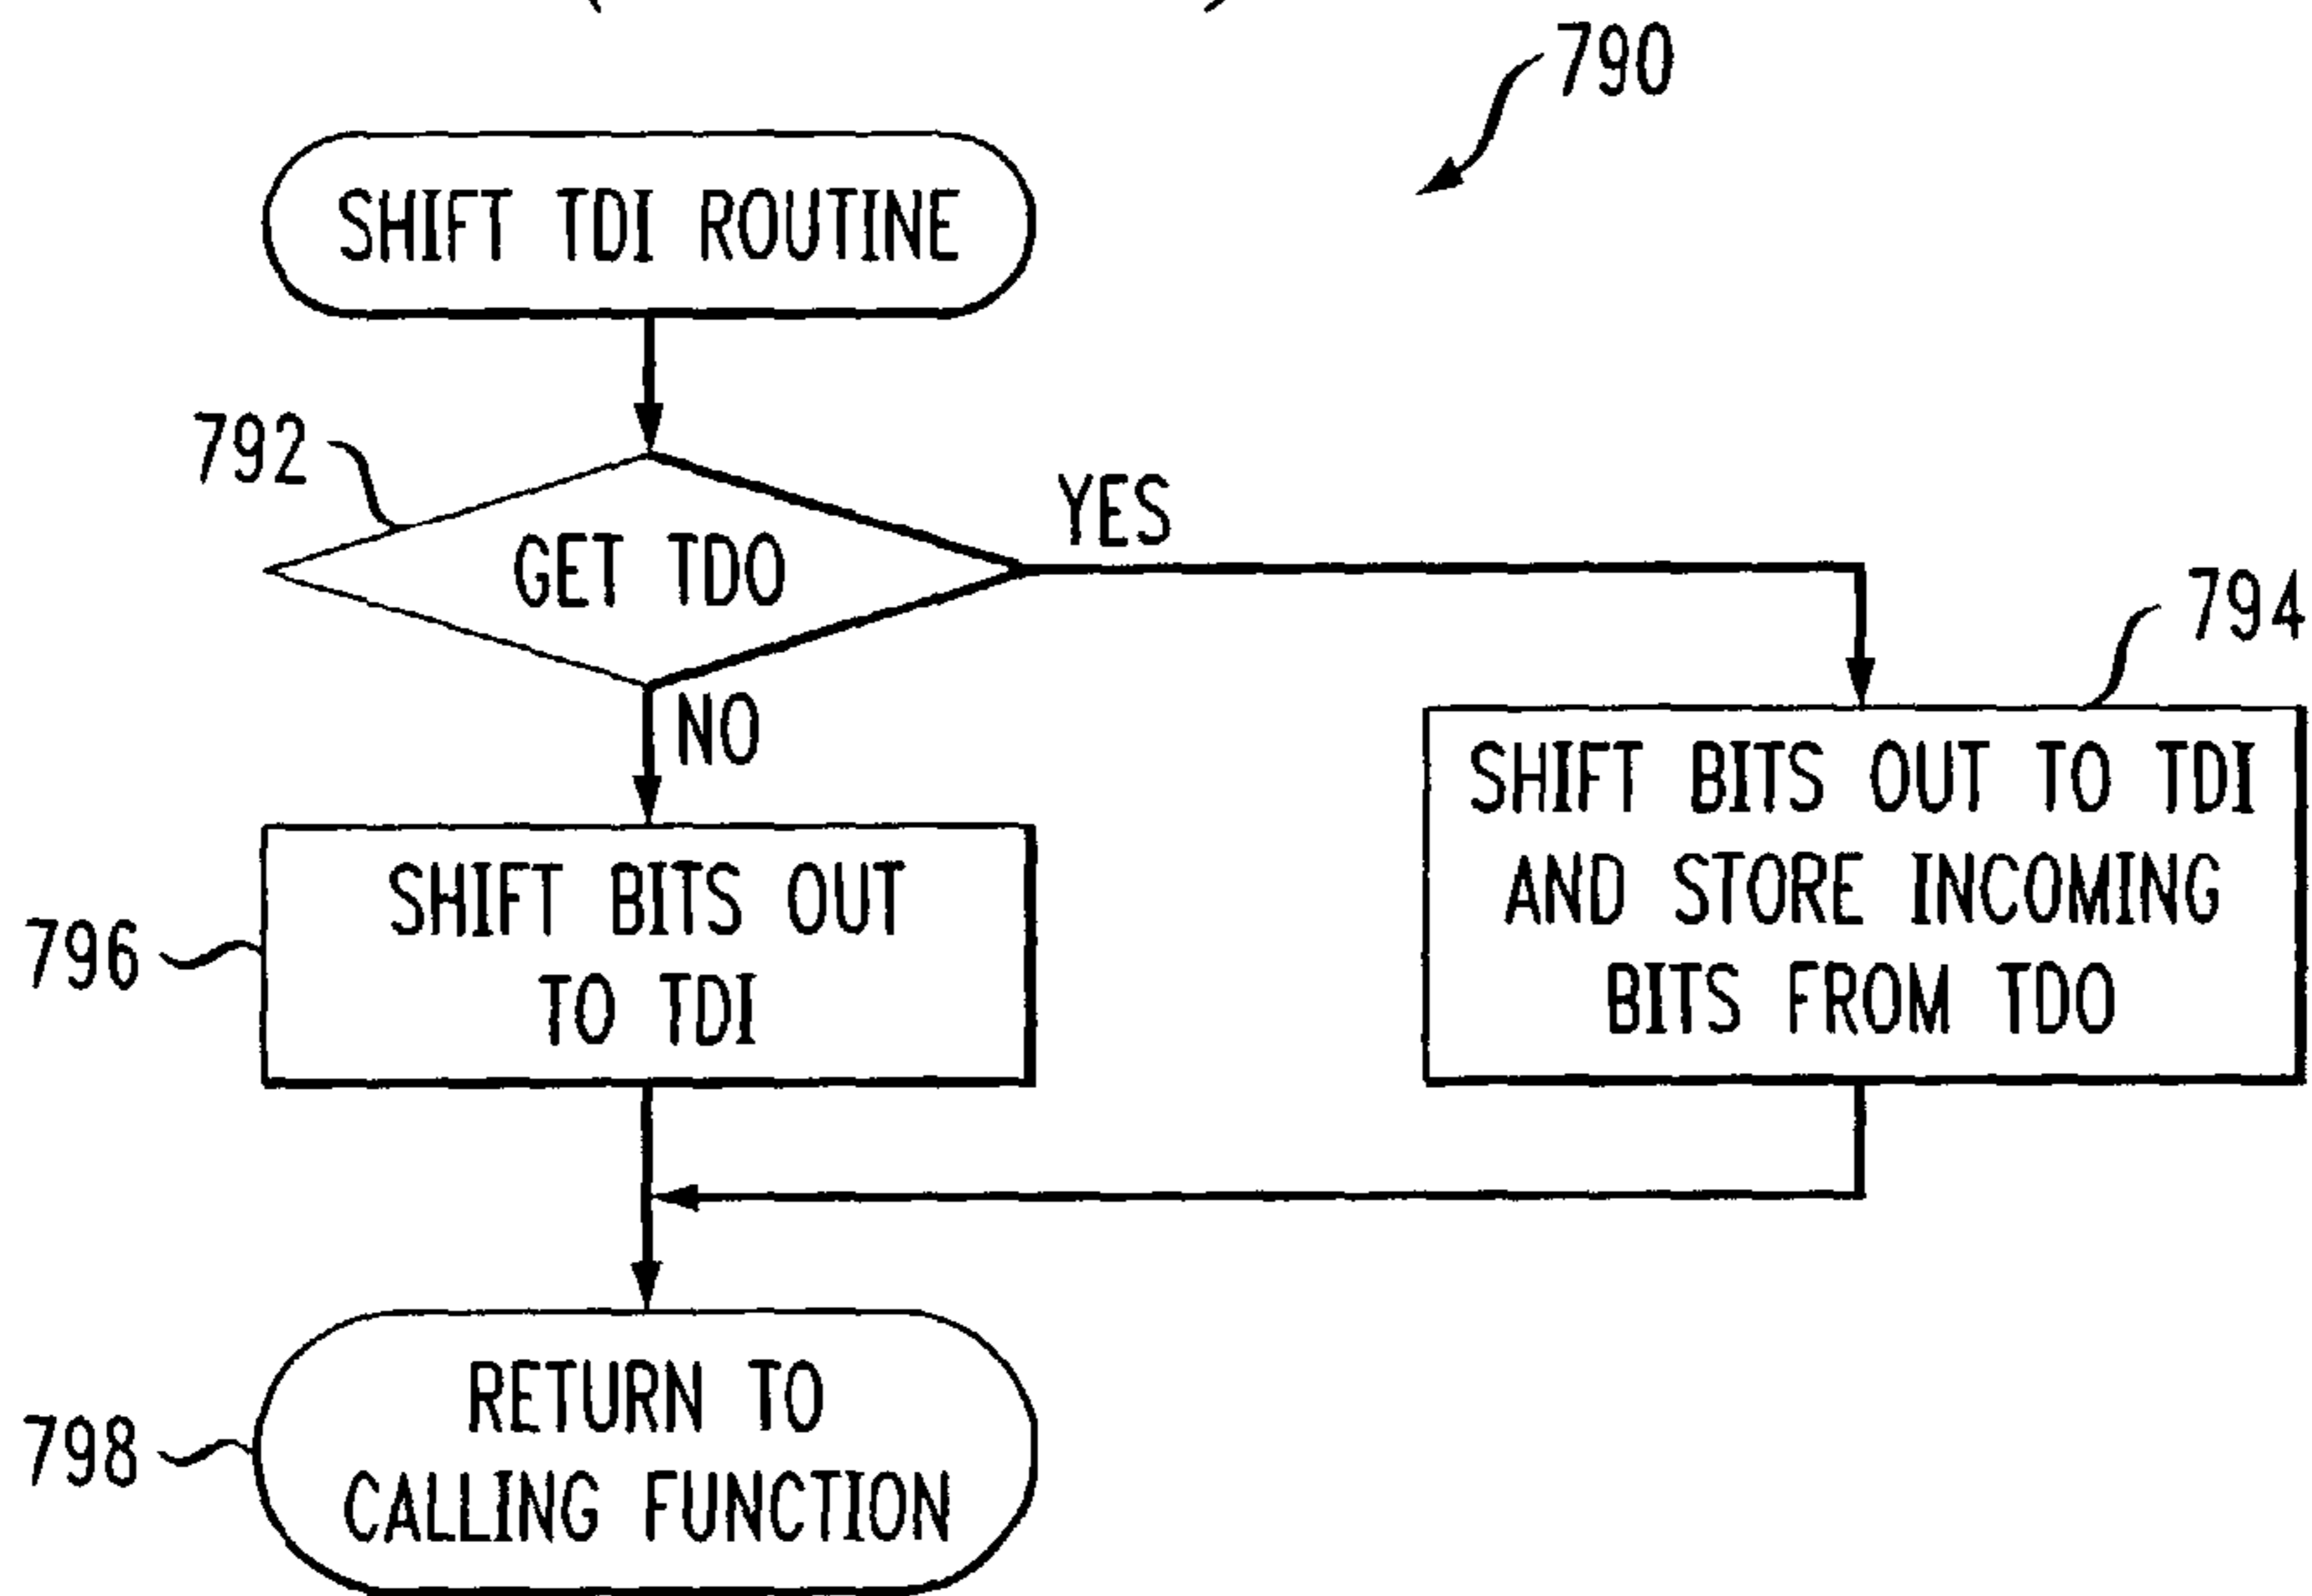 790
SHIFT TDI ROUTINE
792
GET TDO
YES
794
NO
SHIFT BITS OUT TO TDI
AND STORE INCOMING
BITS FROM TDO
796
SHIFT BITS OUT
TO TDI
798
RETURN TO
CALLING FUNCTION